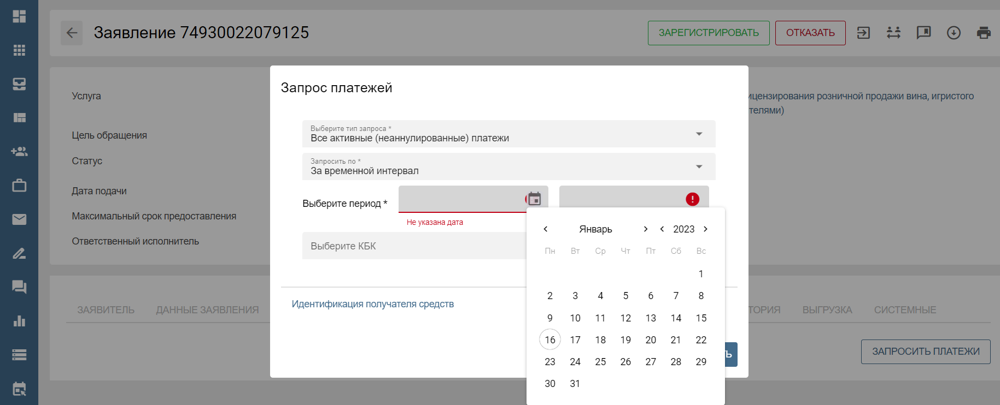 Заявление 74930022079125
ЗАРЕГИСТРИРОВАТЬ
ОТКАЗАТЬ
Услуга
ицензирования розничной продажи вина, игристого
телями)
Цель обращения
Статус
Дата подачи
Максимальный срок предоставления
Ответственный исполнитель
Запрос платежей
Выберите тип запроса *
Все активные (неаннулированные) платежи
Запросить по *
За временной интервал
Выберите период *
Не указана дата
Выберите КБК
Идентификация получателя средств
Январь 2023
Пн Вт Ср Чт Пт Сб Вс
1
2 3 4 5 6 7 8
9 10 11 12 13 14 15
16 17 18 19 20 21 22
23 24 25 26 27 28 29
30 31
ТЬ
ЗАЯВИТЕЛЬ
ДАННЫЕ ЗАЯВЛЕНИЯ
ТОРИЯ
ВЫГРУЗКА
СИСТЕМНЫЕ
ЗАПРОСИТЬ ПЛАТЕЖИ